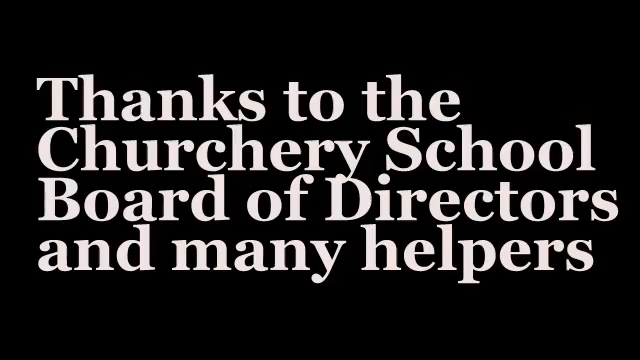 Thanks to the
Churchery School
Board of Directors
and many helpers